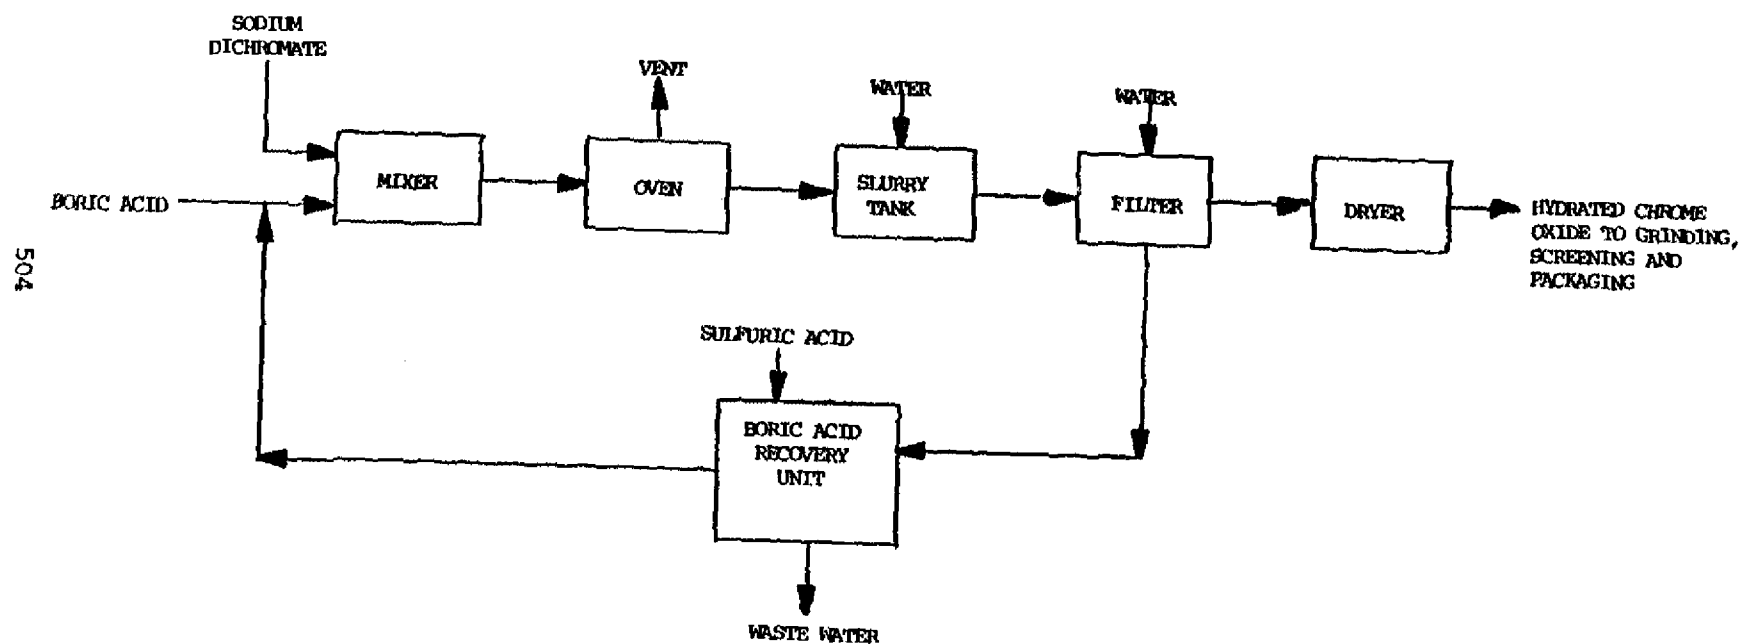 SODIUM
DICHROMATE
VENT
WATER
WATER
MIXER
OVEN
SLURRY
TANK
FILTER
DRYER
BORIC ACID
HYDRATED CHROME
OXIDE TO GRINDING,
SCREENING AND
PACKAGING
504
SULFURIC ACID
BORIC ACID
RECOVERY
UNIT
WASTE WATER